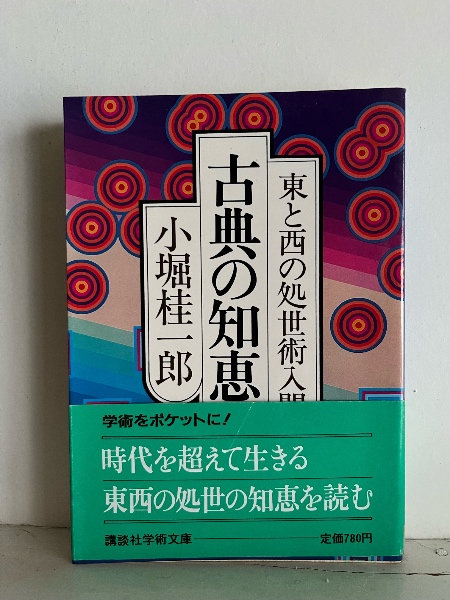 東と西の処世術入門
古典の知恵
小堀桂一郎
学術をポケットに!
時代を超えて生きる
東西の処世の知恵を読む
講談社学術文庫 定価780円